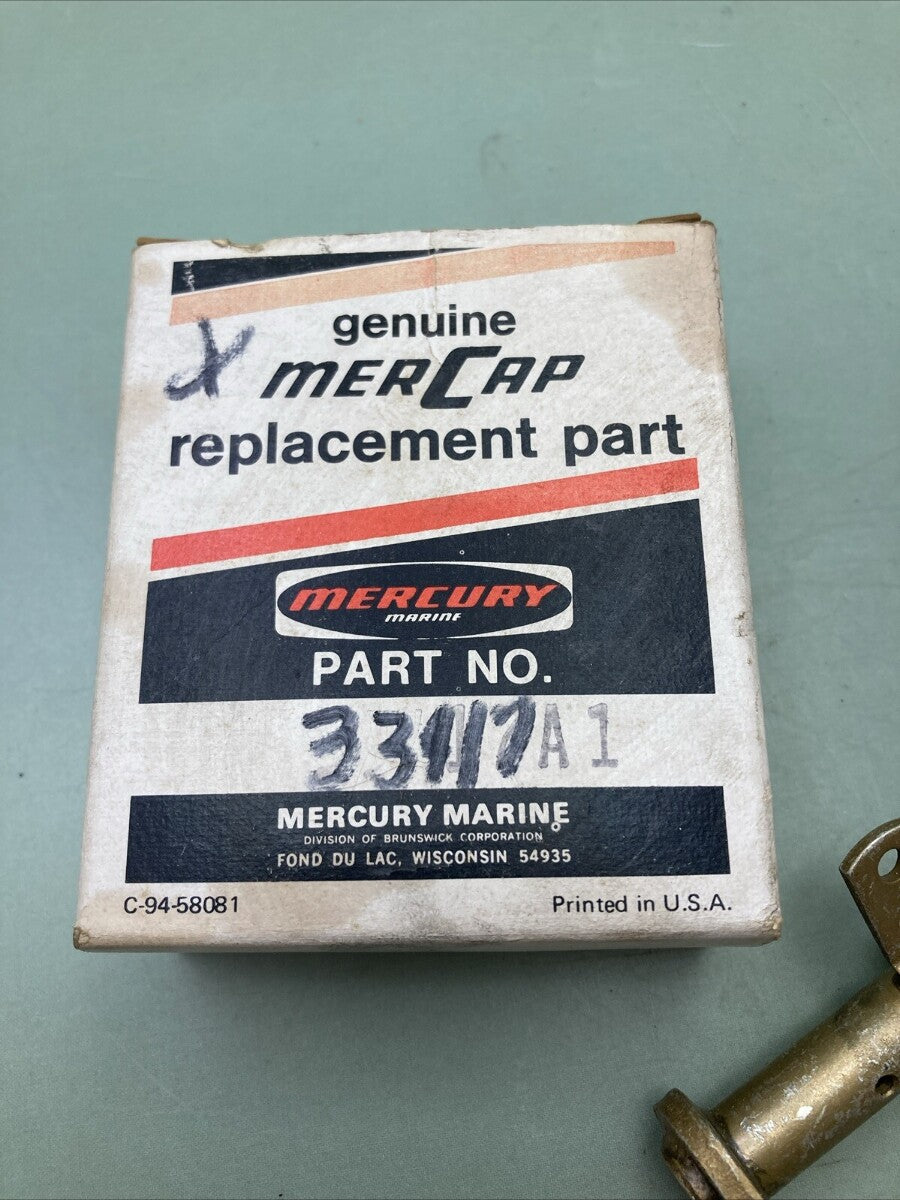 genuine
MERCAP
replacement part
MERCURY
MARINE
PART NO.
A1
MERCURY MARINE
DIVISION OF BRUNSWICK CORPORATION
FOND DU LAC, WISCONSIN 54935
C-94-58081
Printed in U.S.A.